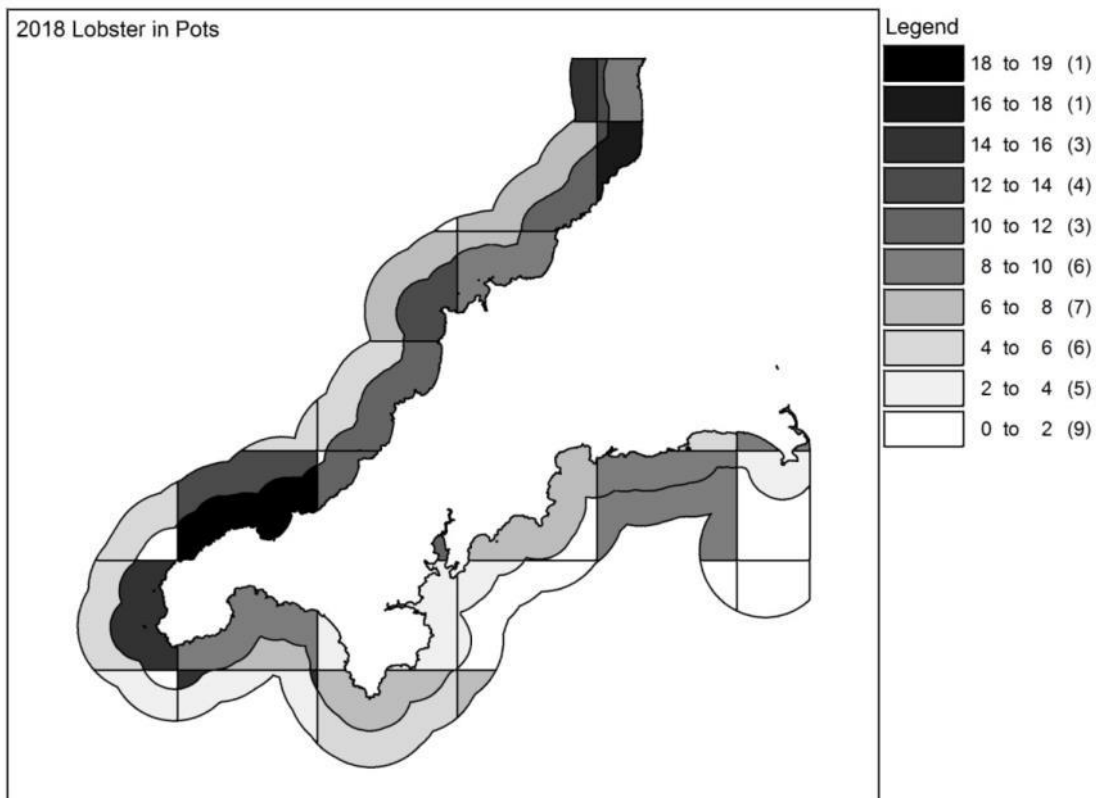 2018 Lobster in Pots
Legend
18 to 19 (1)
16 to 18 (1)
14 to 16 (3)
12 to 14 (4)
10 to 12 (3)
8 to 10 (6)
6 to 8 (7)
4 to 6 (6)
2 to 4 (5)
0 to 2 (9)